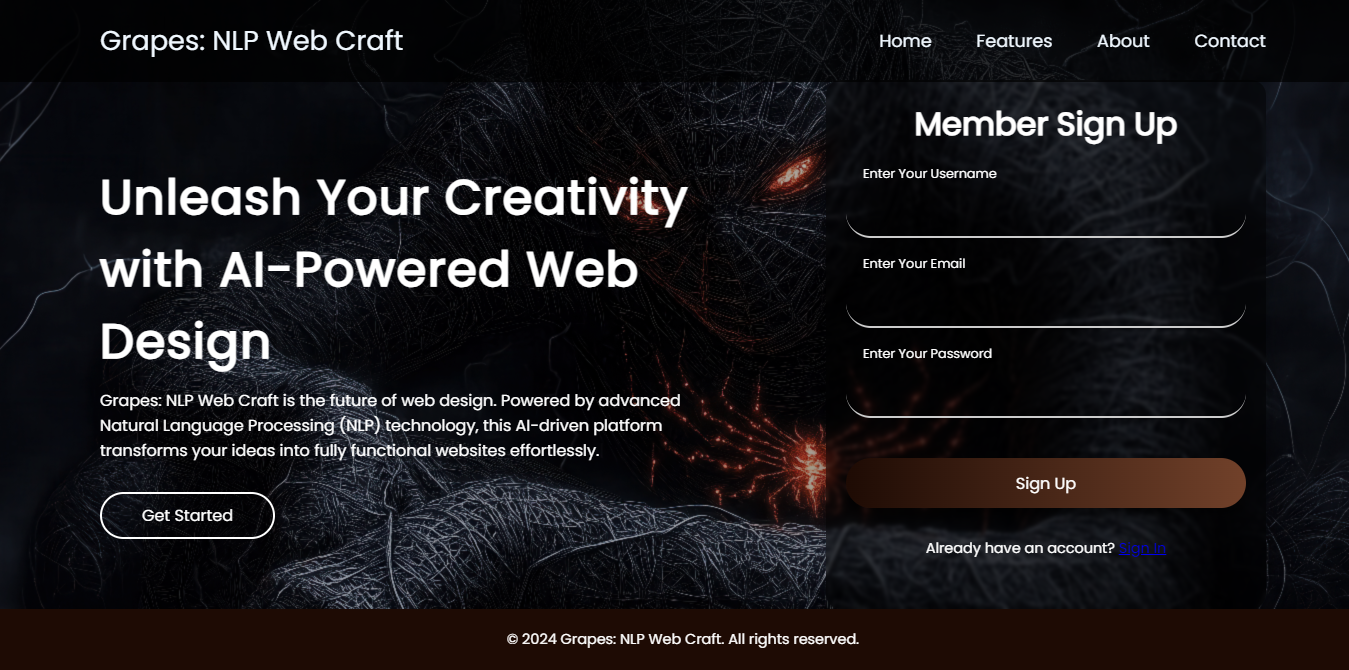 Grapes: NLP Web Craft
Home Features About Contact
Unleash Your Creativity
with AI-Powered Web
Design
Grapes: NLP Web Craft is the future of web design. Powered by advanced
Natural Language Processing (NLP) technology, this AI-driven platform
transforms your ideas into fully functional websites effortlessly.
Get Started
Member Sign Up
Enter Your Username
Enter Your Email
Enter Your Password
Sign Up
Already have an account? Sign In
© 2024 Grapes: NLP Web Craft. All rights reserved.